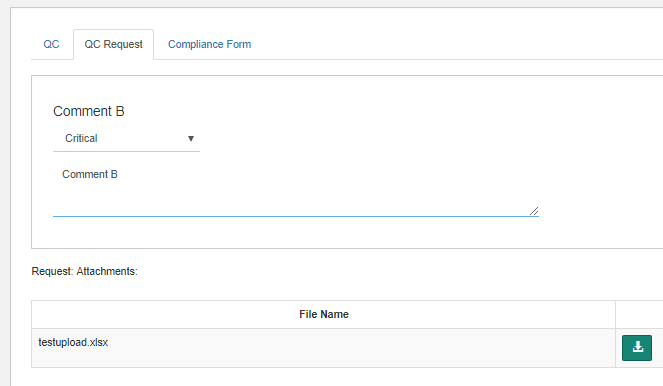 QC QC Request Compliance Form
Comment B
Critical
Comment B
Request: Attachments:
File Name
testupload.xlsx